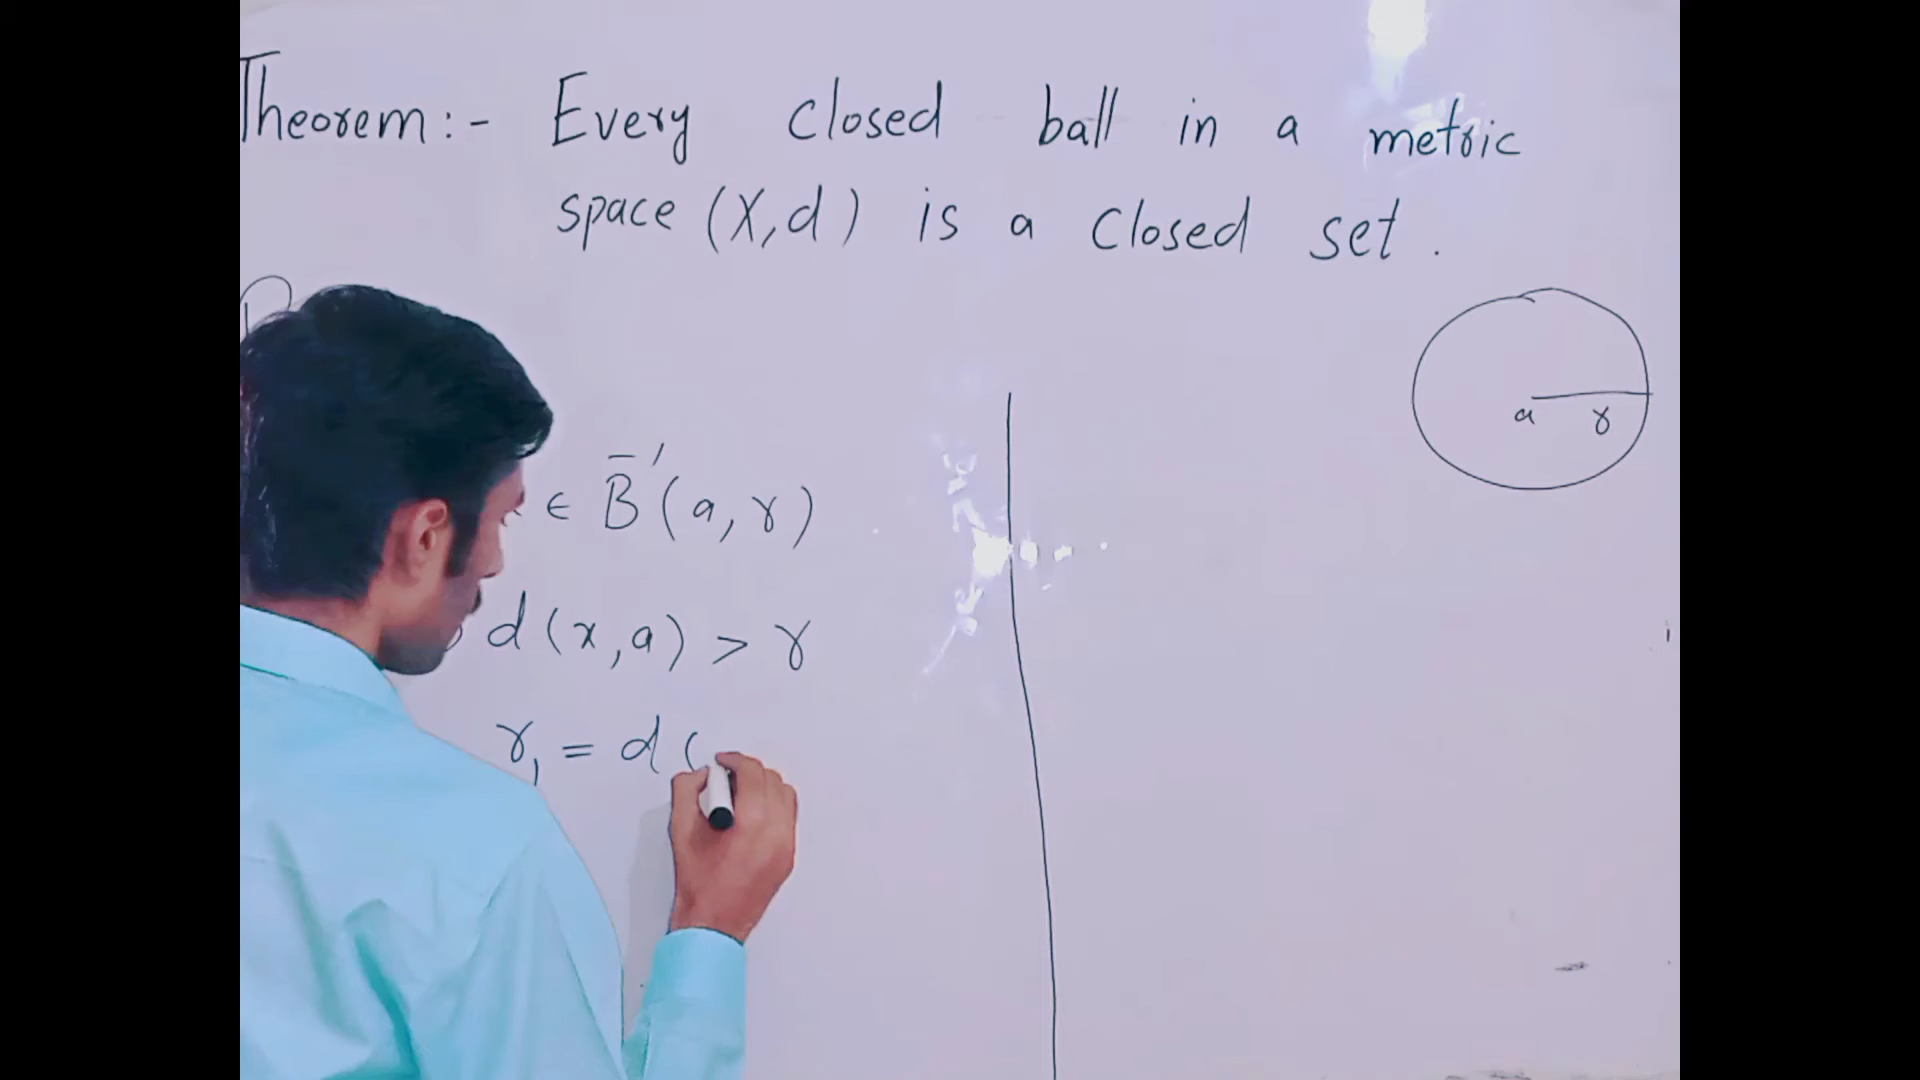 Theorem:- Every closed ball in a metric
space (X,d) is a closed set.
a r
∈ B̄′(a,r)
d(x,a) > r
r₁ = d(